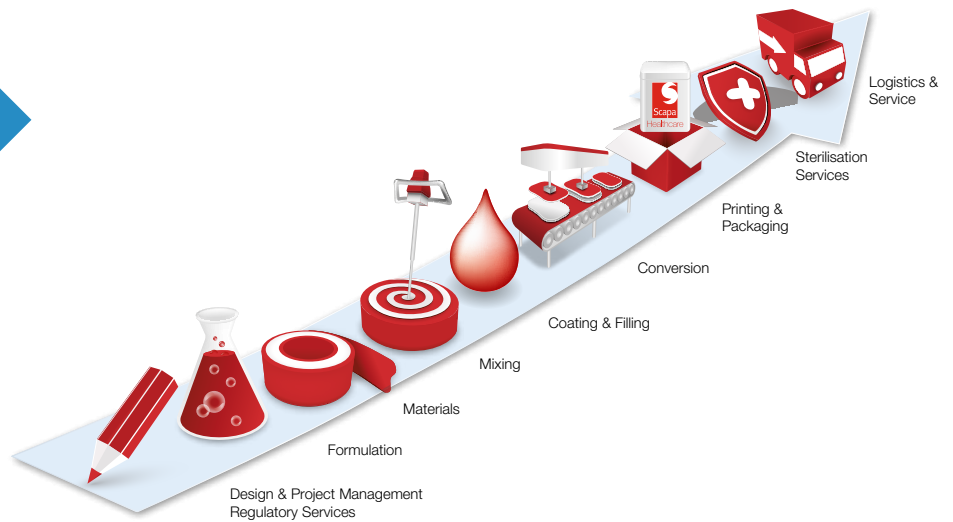 Logistics &
Service
Scapa
Healthcare
Sterilisation
Services
Printing &
Packaging
Conversion
Coating & Filling
Mixing
Materials
Formulation
Design & Project Management
Regulatory Services